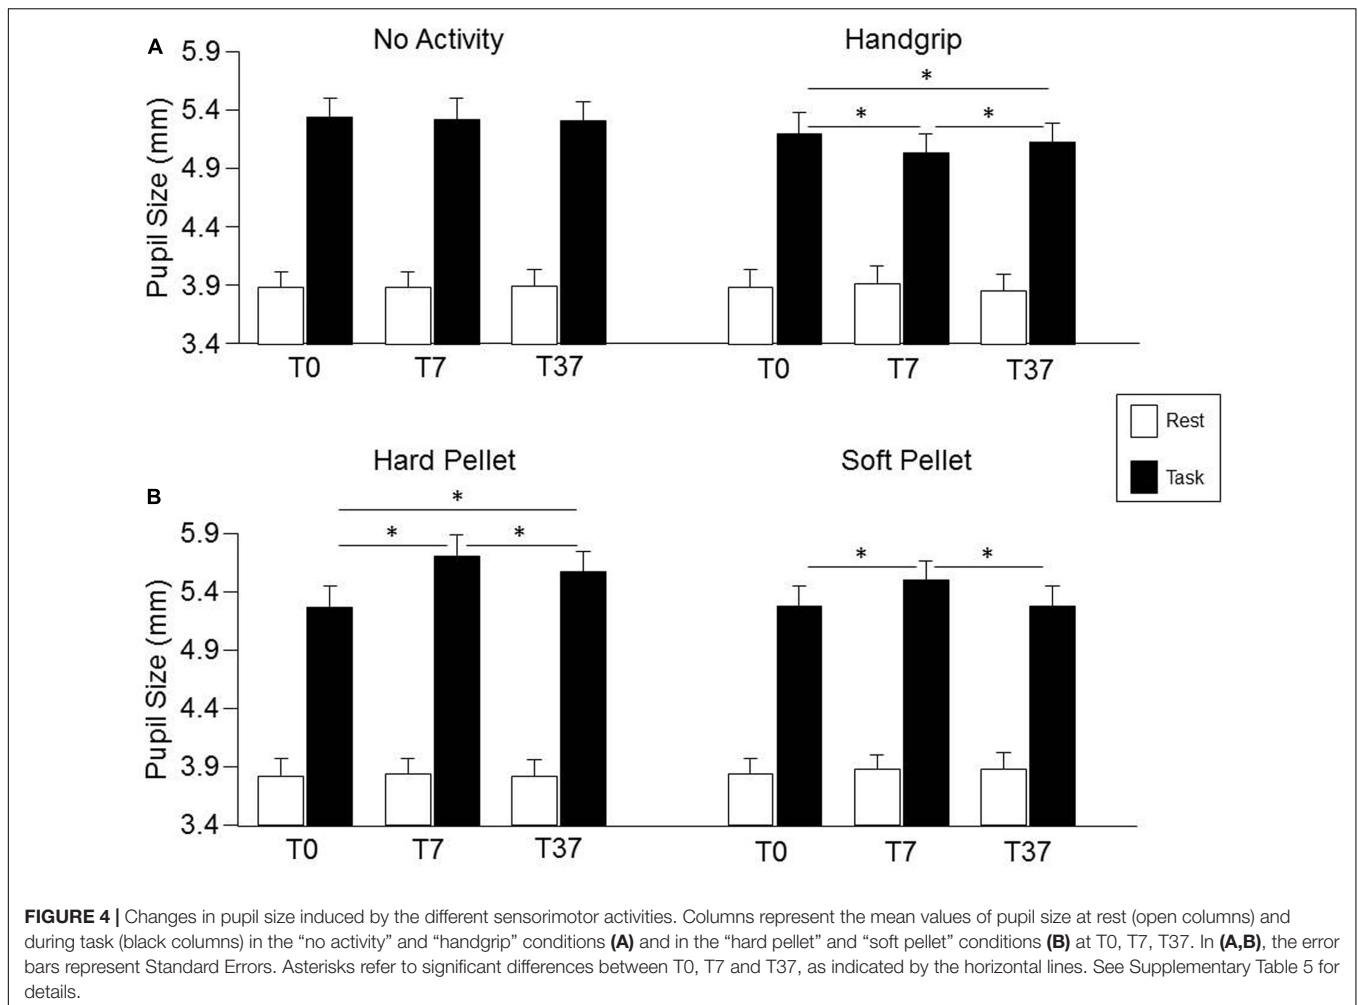 A
No Activity
Handgrip
Pupil Size (mm)
5.9
5.4
4.9
4.4
3.9
3.4
* 
* *
T0 T7 T37 T0 T7 T37
Rest
Task
B
Hard Pellet
Soft Pellet
Pupil Size (mm)
5.9
5.4
4.9
4.4
3.9
3.4
*
* * * *
T0 T7 T37 T0 T7 T37
FIGURE 4 | Changes in pupil size induced by the different sensorimotor activities. Columns represent the mean values of pupil size at rest (open columns) and
during task (black columns) in the “no activity” and “handgrip” conditions (A) and in the “hard pellet” and “soft pellet” conditions (B) at T0, T7, T37. In (A,B), the error
bars represent Standard Errors. Asterisks refer to significant differences between T0, T7 and T37, as indicated by the horizontal lines. See Supplementary Table 5 for
details.